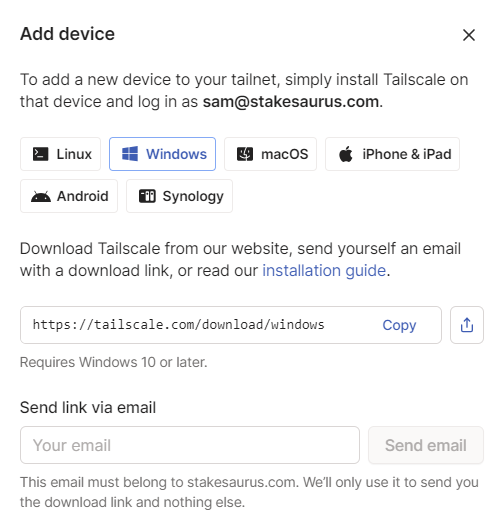 Add device
To add a new device to your tailnet, simply install Tailscale on
that device and log in as sam@stakesaurus.com.
Linux Windows macOS iPhone & iPad
Android Synology
Download Tailscale from our website, send yourself an email
with a download link, or read our installation guide.
https://tailscale.com/download/windows Copy
Requires Windows 10 or later.
Send link via email
Your email Send email
This email must belong to stakesaurus.com. We’ll only use it to send you
the download link and nothing else.